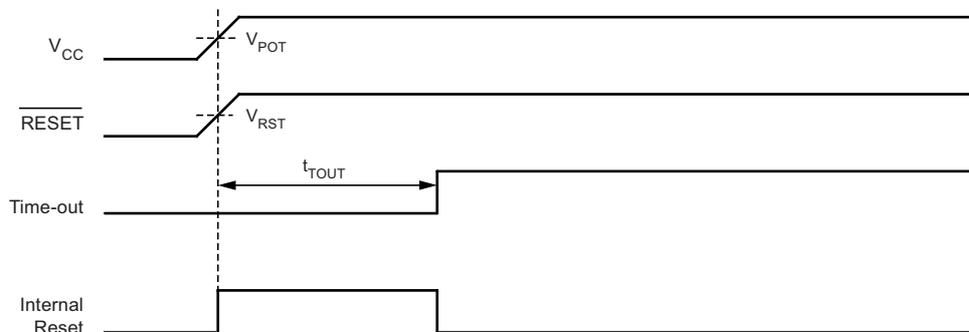 V_CC
V_POT
RESET
V_RST
t_TOUT
Time-out
Internal
Reset